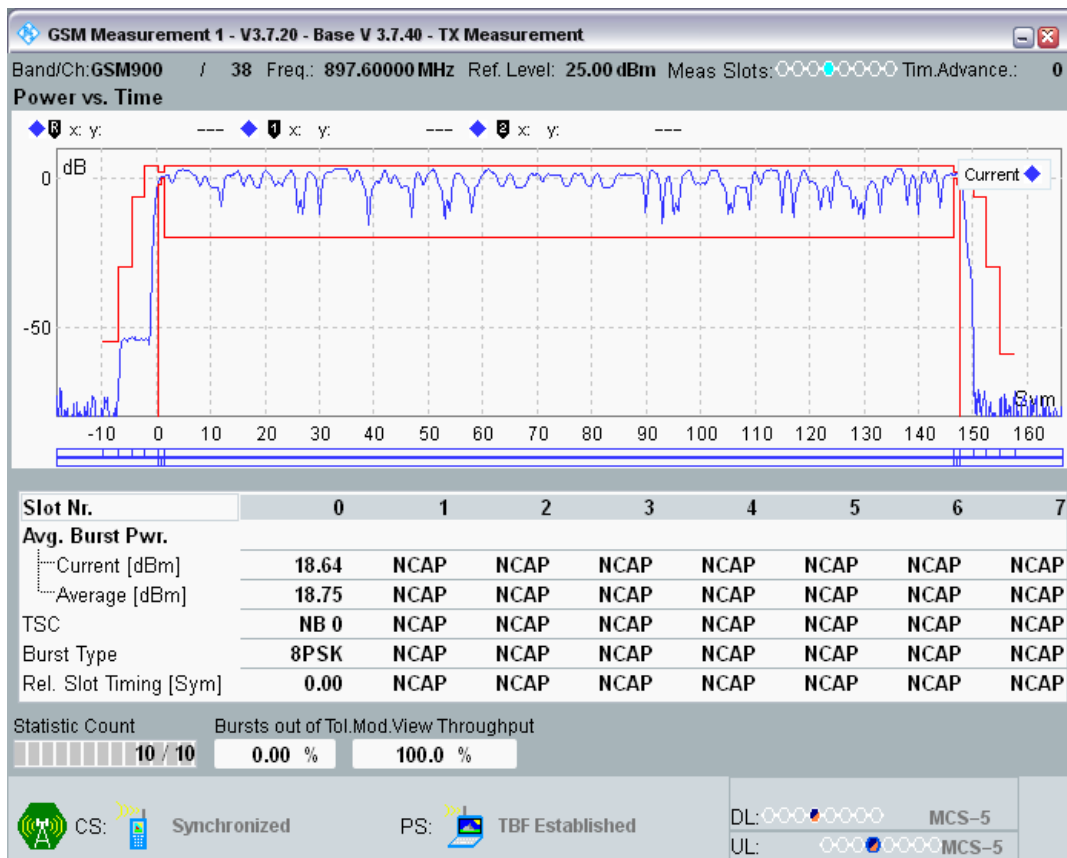 GSM Measurement 1 - V3.7.20 - Base V 3.7.40 - TX Measurement
Band/Ch:GSM900 / 38 Freq.: 897.60000 MHz Ref. Level: 25.00 dBm Meas Slots: Tim.Advance.: 0
Power vs. Time
R x: y: --- 1 x: y: --- 2 x: y: ---
dB
Current
0
-50
Sym
-10 0 10 20 30 40 50 60 70 80 90 100 110 120 130 140 150 160
Slot Nr. 0 1 2 3 4 5 6 7
Avg. Burst Pwr.
Current [dBm] 18.64 NCAP NCAP NCAP NCAP NCAP NCAP NCAP
Average [dBm] 18.75 NCAP NCAP NCAP NCAP NCAP NCAP NCAP
TSC NB 0 NCAP NCAP NCAP NCAP NCAP NCAP NCAP
Burst Type 8PSK NCAP NCAP NCAP NCAP NCAP NCAP NCAP
Rel. Slot Timing [Sym] 0.00 NCAP NCAP NCAP NCAP NCAP NCAP NCAP
Statistic Count Bursts out of Tol. Mod.View Throughput
10 / 10 0.00 % 100.0 %
CS: Synchronized PS: TBF Established
DL: MCS-5
UL: MCS-5